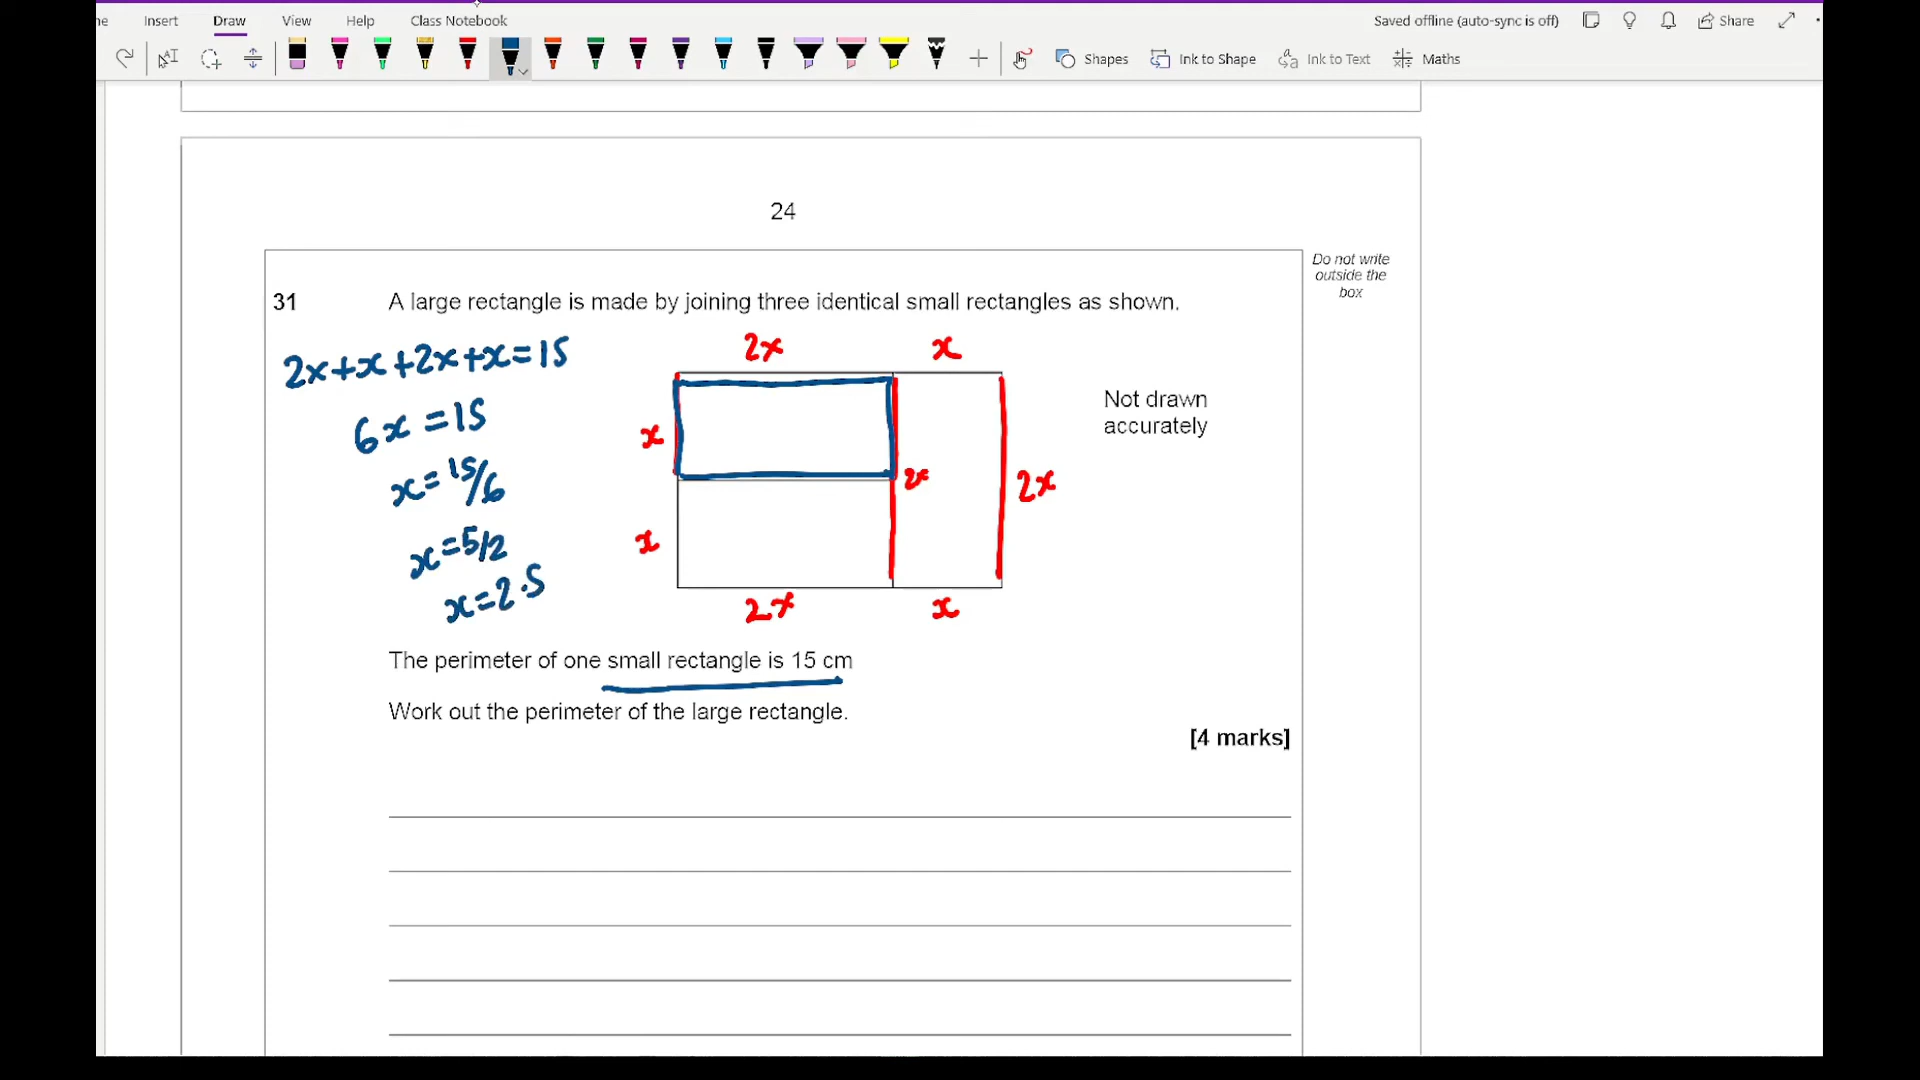 Insert Draw View Help Class Notebook Saved offline (auto-sync is off) Share
Shapes Ink to Shape Ink to Text Maths
24
Do not write
outside the
box
31 A large rectangle is made by joining three identical small rectangles as shown.
2x x
2x+x+2x+x=15
Not drawn
accurately
6x=15
x
x=15/6
2x
2x
x=5/2
x
x=2.5
2x x
The perimeter of one small rectangle is 15 cm
Work out the perimeter of the large rectangle.
[4 marks]